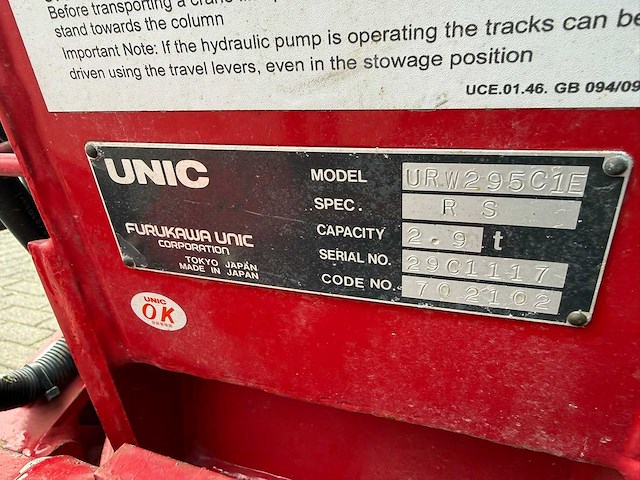 Before transporting a crane
stand towards the column
Important Note: If the hydraulic pump is operating the tracks can be
driven using the travel levers, even in the stowage position
UCE.01.46. GB 094/09
UNIC
FURUKAWA UNIC
CORPORATION
TOKYO JAPAN
MADE IN JAPAN
MODEL URW295C1E
SPEC. RS
CAPACITY 2.9 t
SERIAL NO. 29C1117
CODE NO. 702102
UNIC
OK